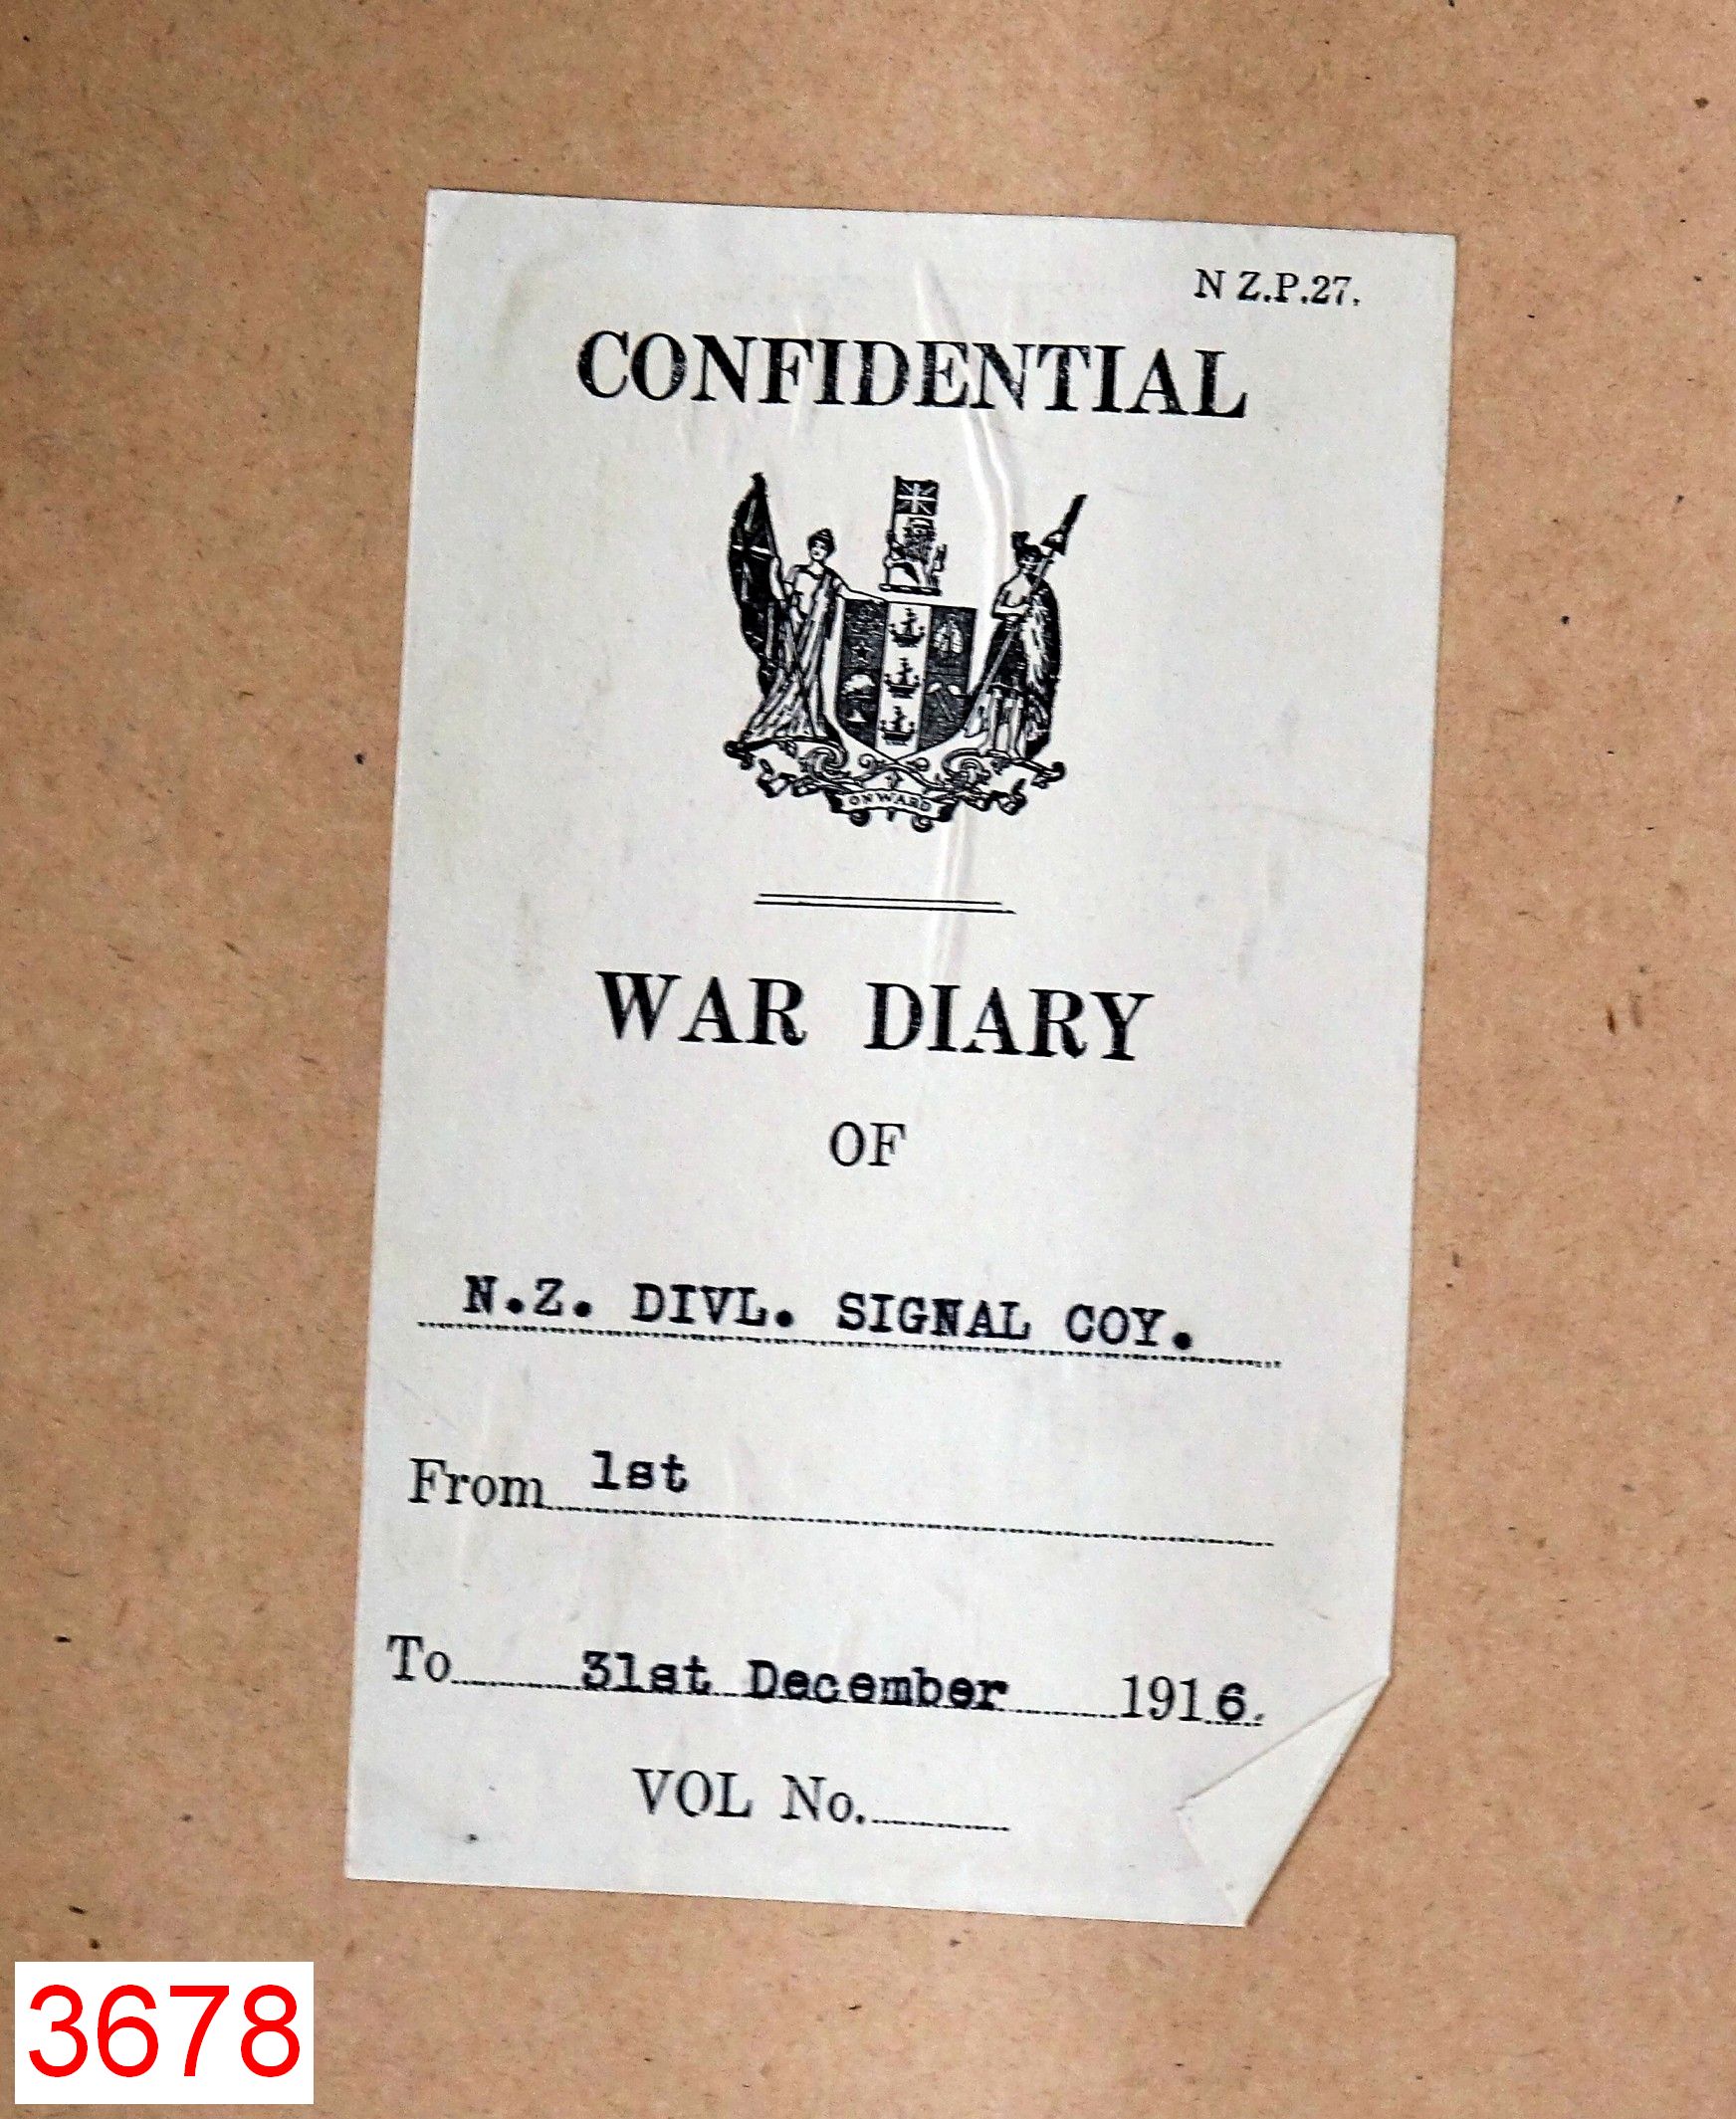 N Z.P.27.
CONFIDENTIAL
ONWARD
WAR DIARY
OF
N.Z. DIVL. SIGNAL COY.
From 1st
To 31st December 1916.
VOL No.
3678